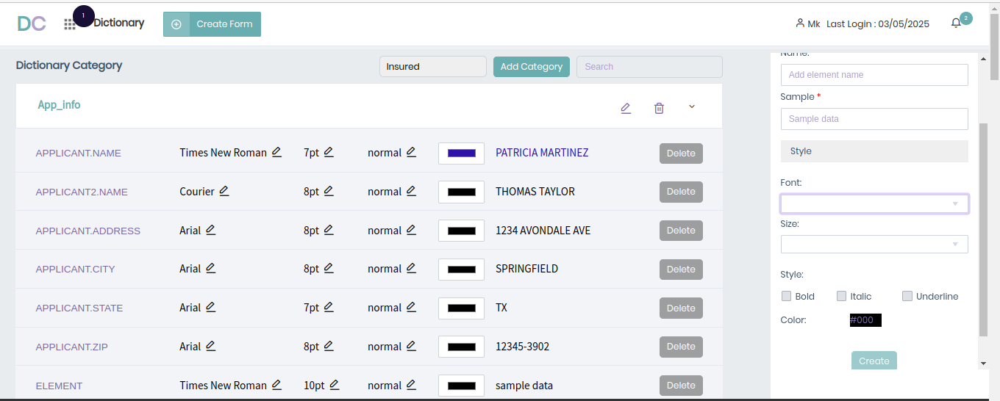 DC
1
Dictionary
Create Form
Mk Last Login : 03/05/2025
2
Dictionary Category
Insured
Add Category
Search
App_info
APPLICANT.NAME Times New Roman 7pt normal PATRICIA MARTINEZ Delete
APPLICANT2.NAME Courier 8pt normal THOMAS TAYLOR Delete
APPLICANT.ADDRESS Arial 8pt normal 1234 AVONDALE AVE Delete
APPLICANT.CITY Arial 8pt normal SPRINGFIELD Delete
APPLICANT.STATE Arial 7pt normal TX Delete
APPLICANT.ZIP Arial 8pt normal 12345-3902 Delete
ELEMENT Times New Roman 10pt normal sample data Delete
Name:
Add element name
Sample *
Sample data
Style
Font:
Size:
Style:
Bold Italic Underline
Color: #000
Create